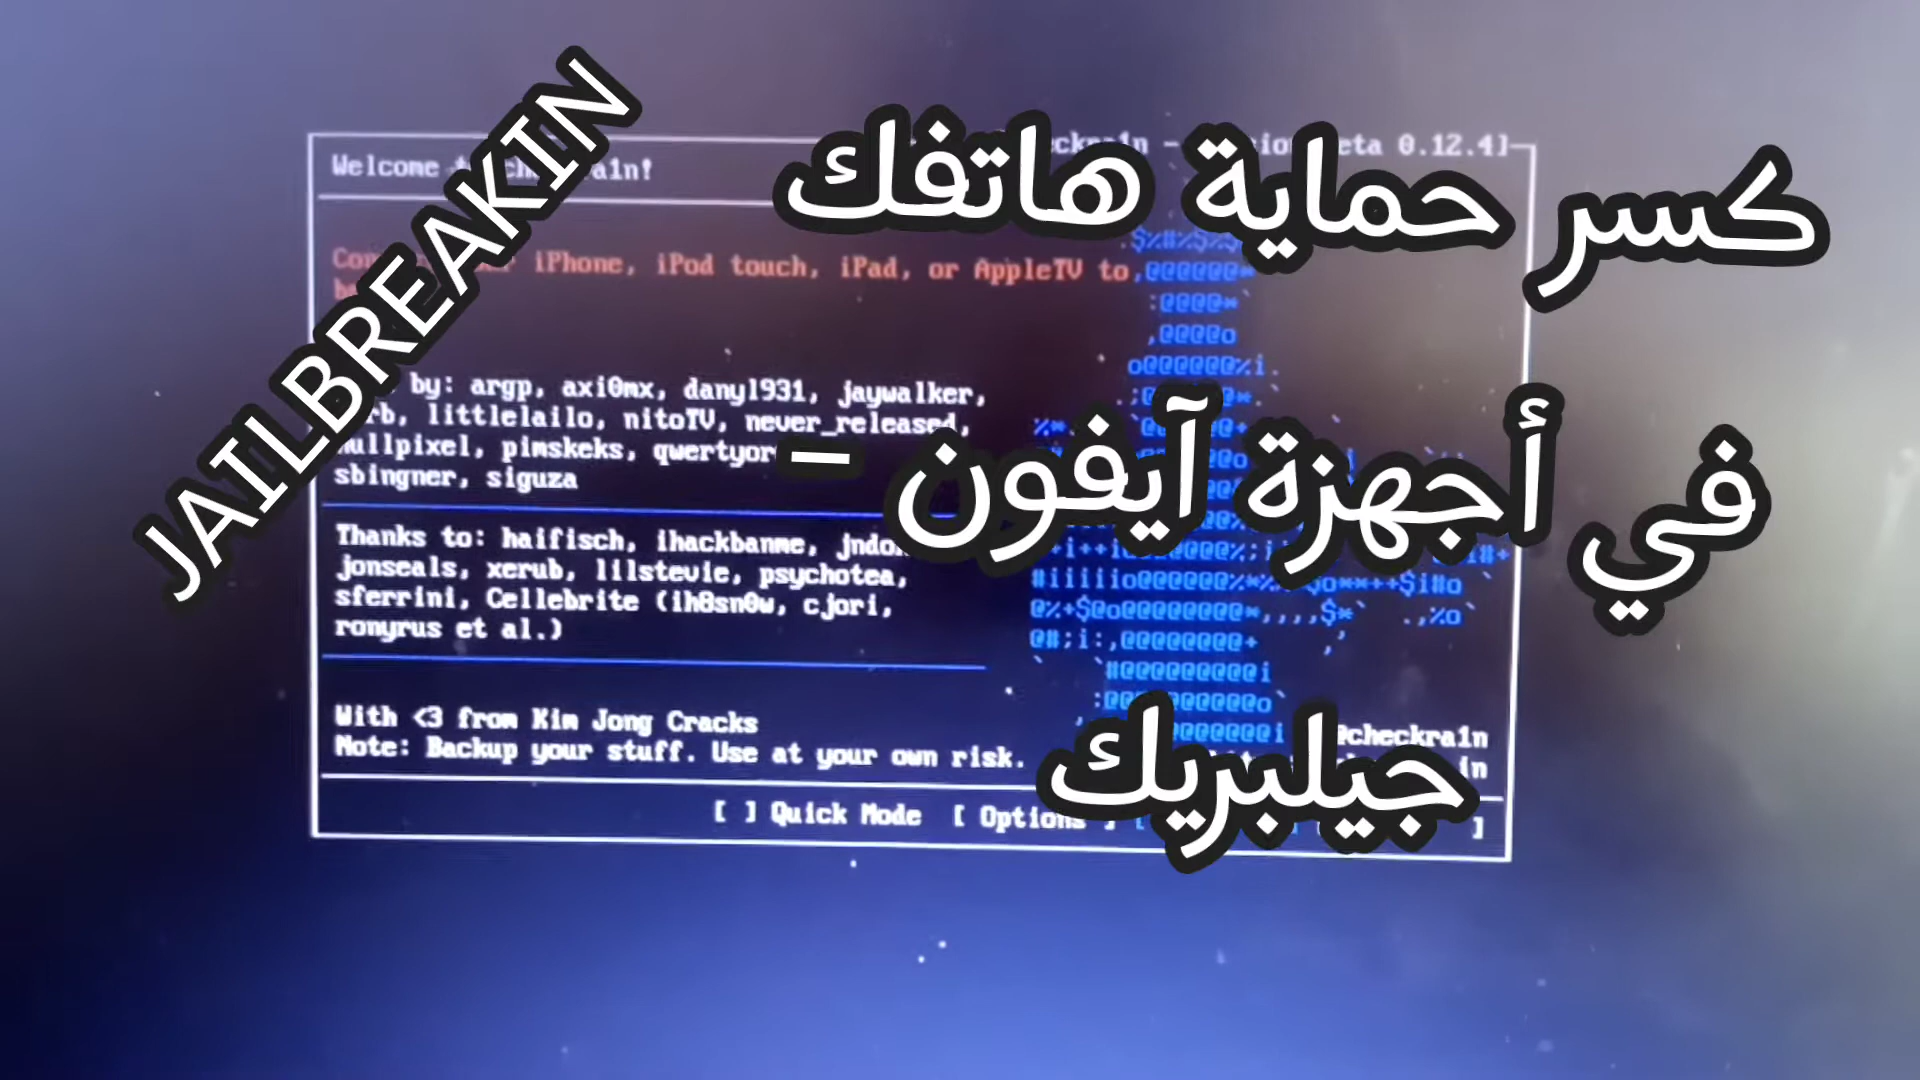 JAILBREAKIN
كسر حماية هاتفك
في أجهزة آيفون -
جيلبريك
eta 0.12.4]
Welcome
iPhone, iPod touch, iPad, or AppleTV to
by: argp, axi0mx, danyl931, jaywalker,
littlelailo, nitoTV, never_released,
pimskeks,
sbingner, siguza
Thanks to: haifisch, ihackbanme,
jonseals, xerub, lilstevie, psychotea,
sferrini, Cellebrite (ih8sn0w, cjori,
ronyrus et al.)
With <3 from Kim Jong Cracks
Note: Backup your stuff. Use at your own risk.
@checkra1n
[ ] Quick Mode [ Options ]